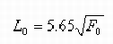 L₀ = 5.65√F₀